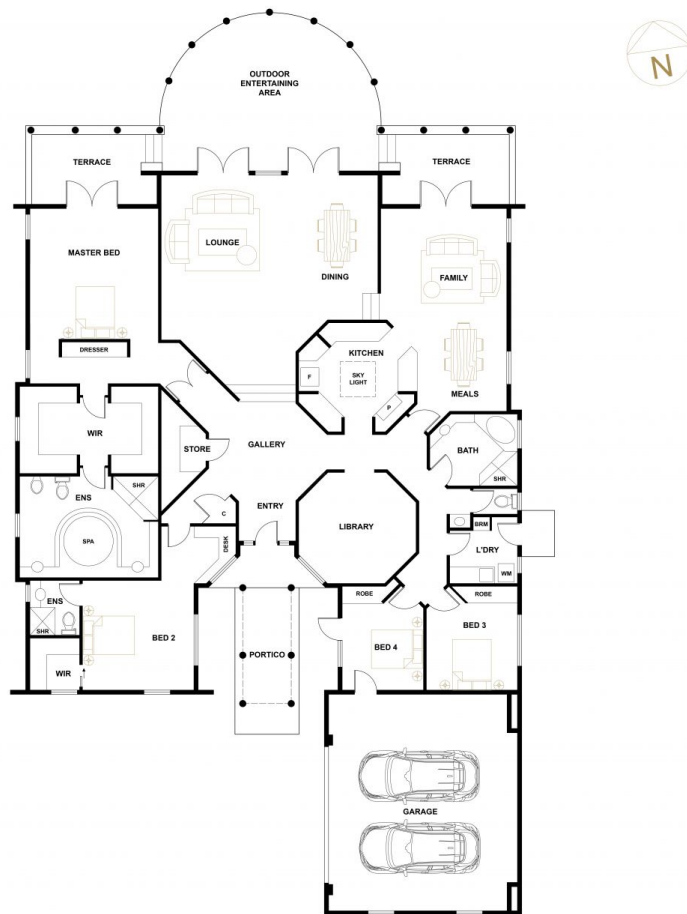 OUTDOOR
ENTERTAINING
AREA
N
TERRACE
TERRACE
LOUNGE
MASTER BED
DINING
FAMILY
DRESSER
KITCHEN
F
SKY
LIGHT
P
MEALS
WIR
STORE
GALLERY
BATH
SHR
ENS
SHR
SPA
C
ENTRY
LIBRARY
BRM
L'DRY
WM
DESK
ENS
SHR
BED 2
WIR
PORTICO
ROBE
BED 4
ROBE
BED 3
GARAGE